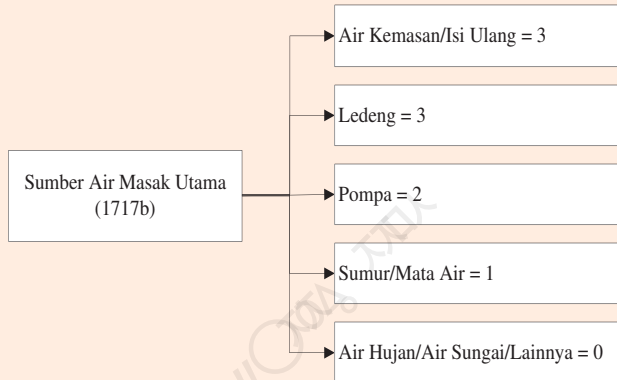 Air Kemasan/Isi Ulang = 3
Ledeng = 3
Sumber Air Masak Utama
(1717b)
Pompa = 2
Sumur/Mata Air = 1
Air Hujan/Air Sungai/Lainnya = 0